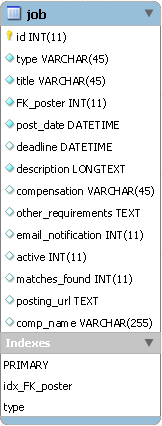 job
id INT(11)
type VARCHAR(45)
title VARCHAR(45)
FK_poster INT(11)
post_date DATETIME
deadline DATETIME
description LONGTEXT
compensation VARCHAR(45)
other_requirements TEXT
email_notification INT(11)
active INT(11)
matches_found INT(11)
posting_url TEXT
comp_name VARCHAR(255)
Indexes
PRIMARY
idx_FK_poster
type